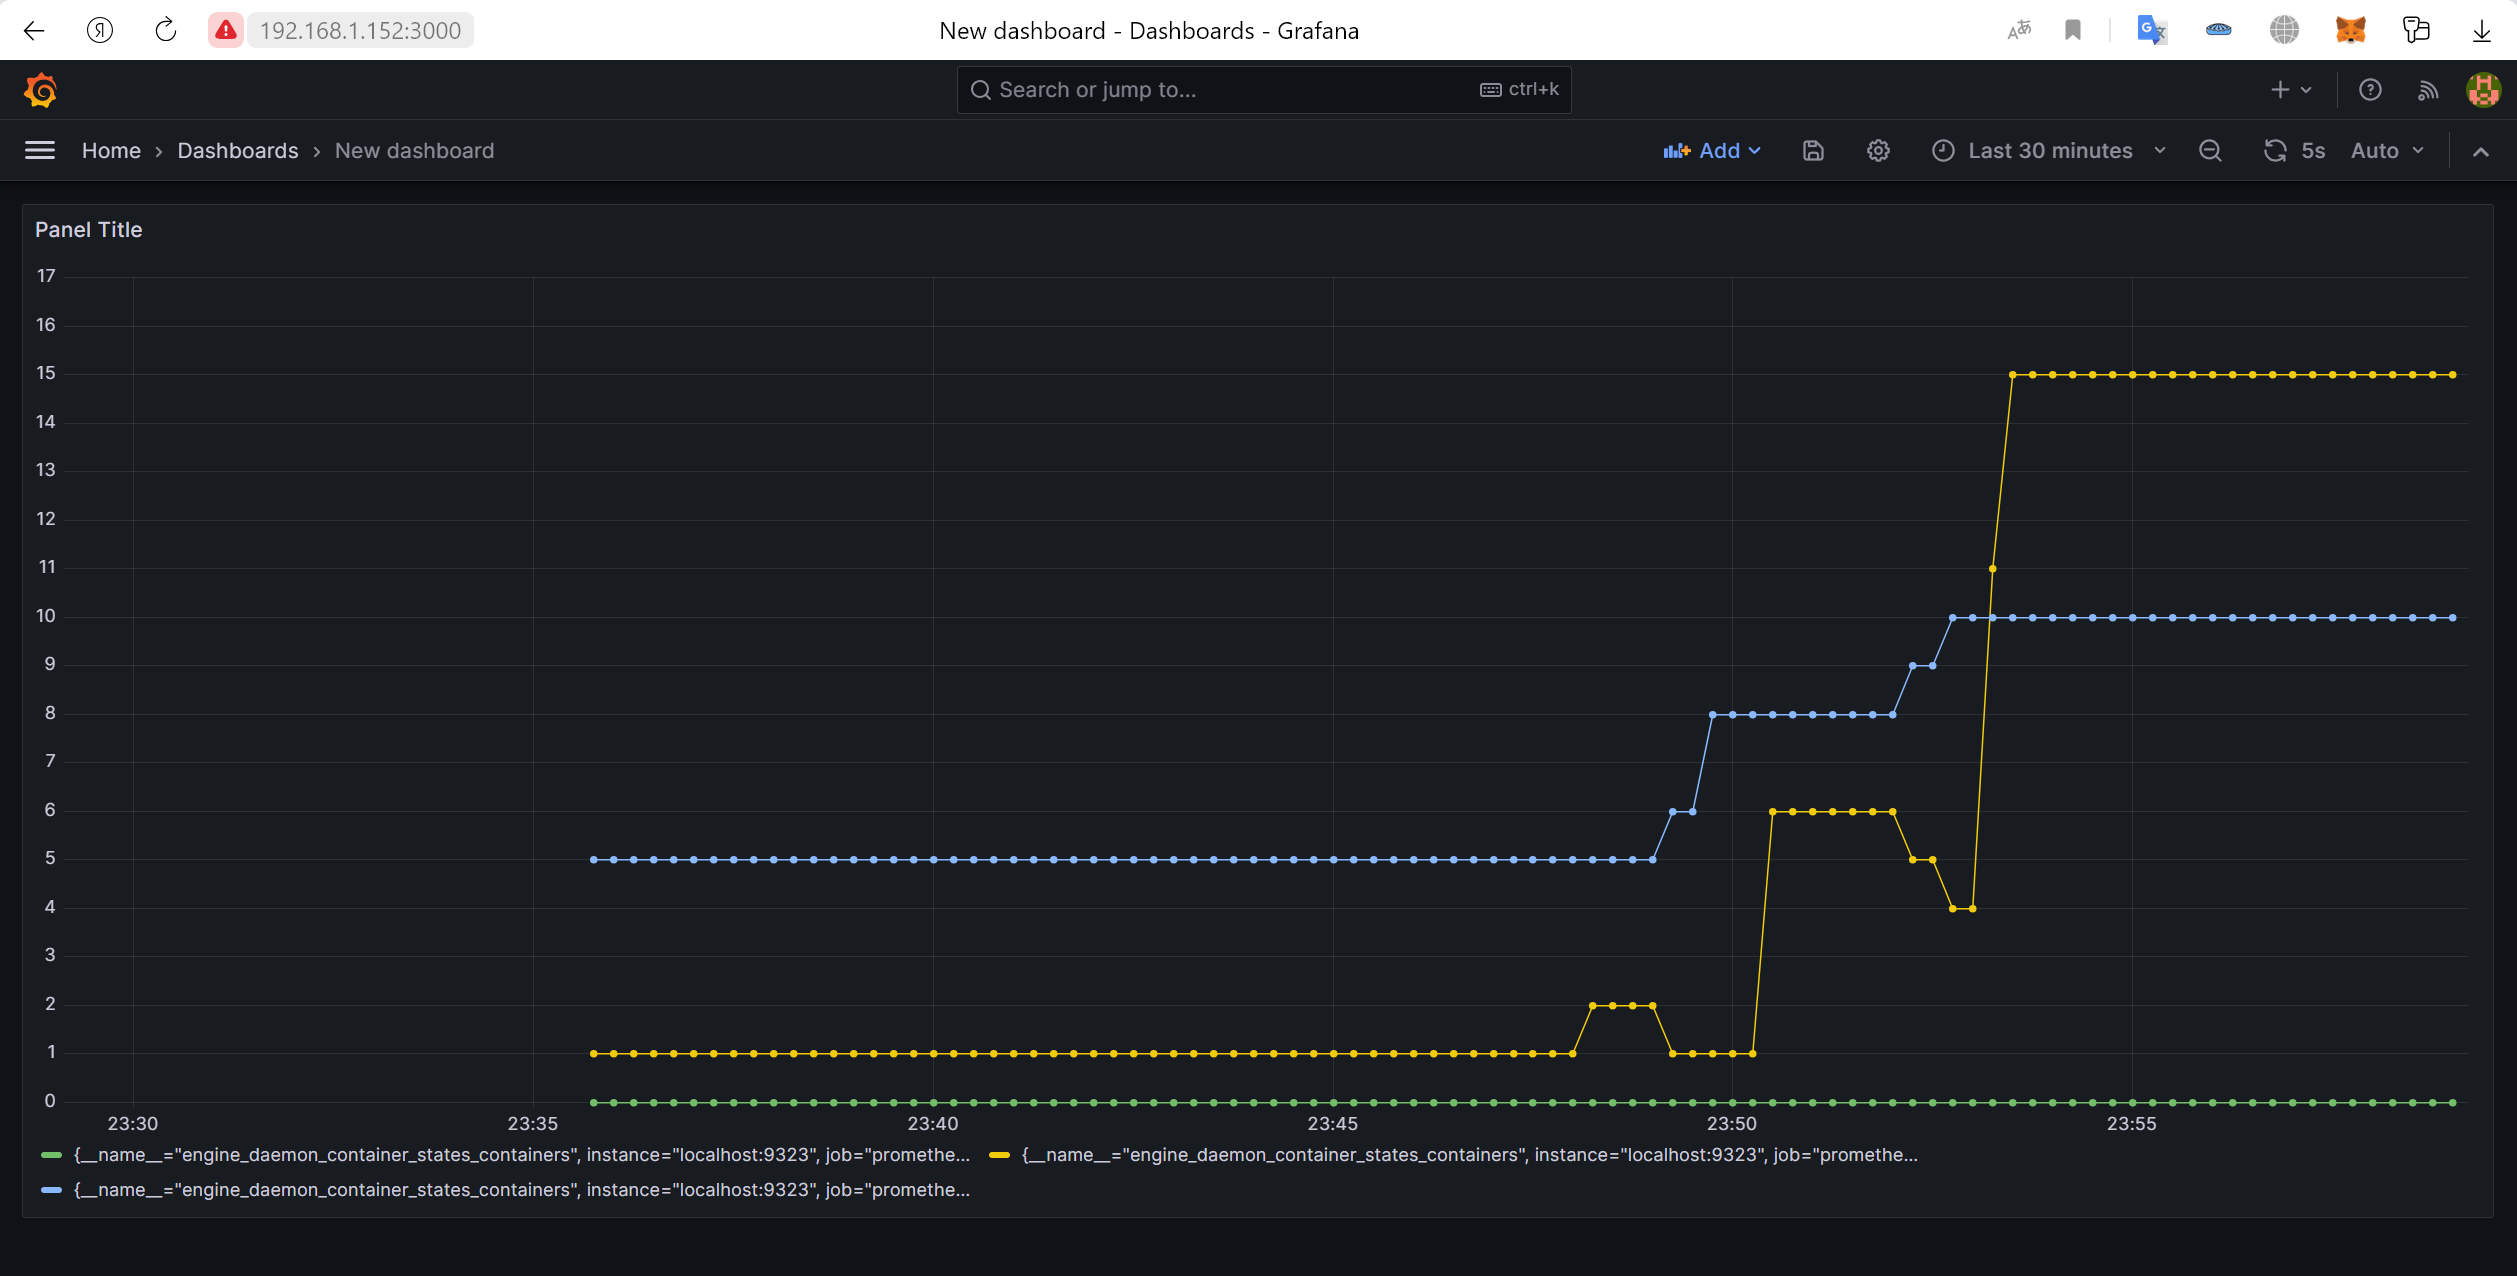 192.168.1.152:3000 New dashboard - Dashboards - Grafana
Search or jump to... ctrl+k
Home › Dashboards › New dashboard Add Last 30 minutes 5s Auto
Panel Title
17
16
15
14
13
12
11
10
9
8
7
6
5
4
3
2
1
0
23:30 23:35 23:40 23:45 23:50 23:55
{__name__="engine_daemon_container_states_containers", instance="localhost:9323", job="promethe... {__name__="engine_daemon_container_states_containers", instance="localhost:9323", job="promethe...
{__name__="engine_daemon_container_states_containers", instance="localhost:9323", job="promethe...